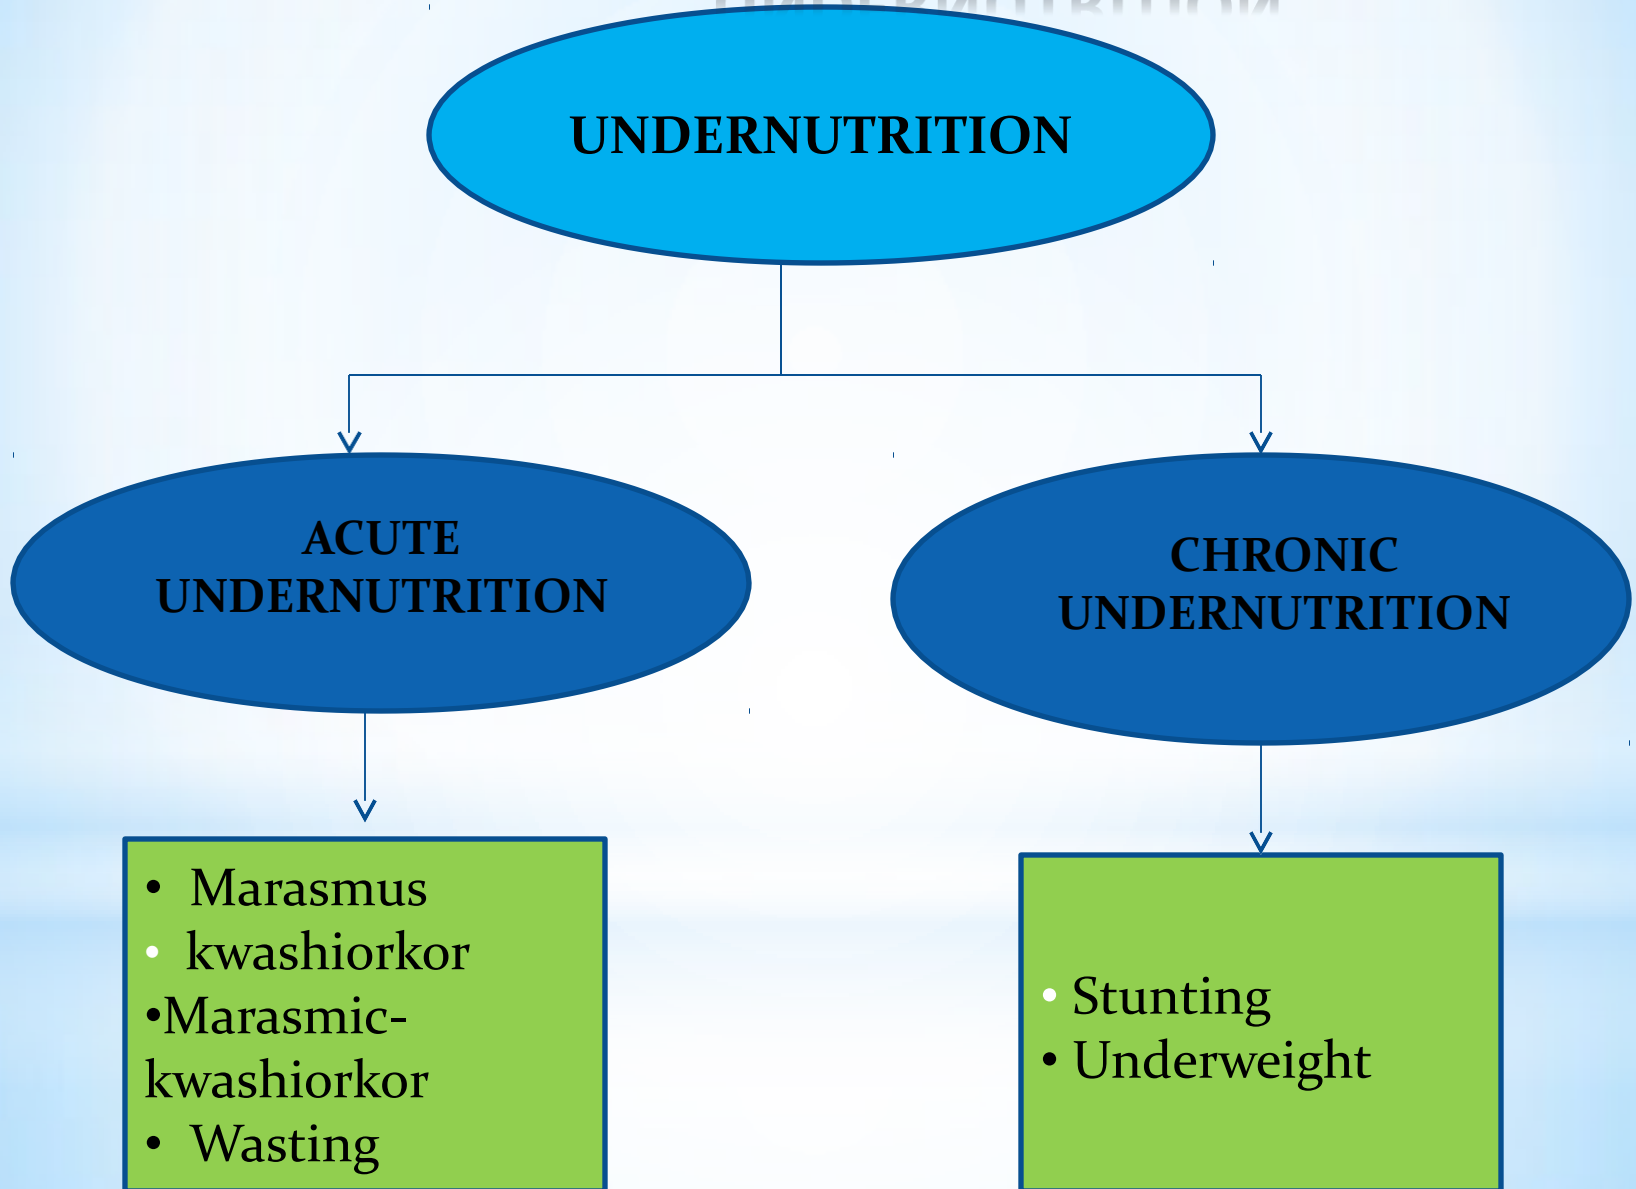 UNDERNUTRITION
ACUTE
UNDERNUTRITION
CHRONIC
UNDERNUTRITION
• Marasmus
• kwashiorkor
•Marasmic-
kwashiorkor
• Wasting
• Stunting
• Underweight